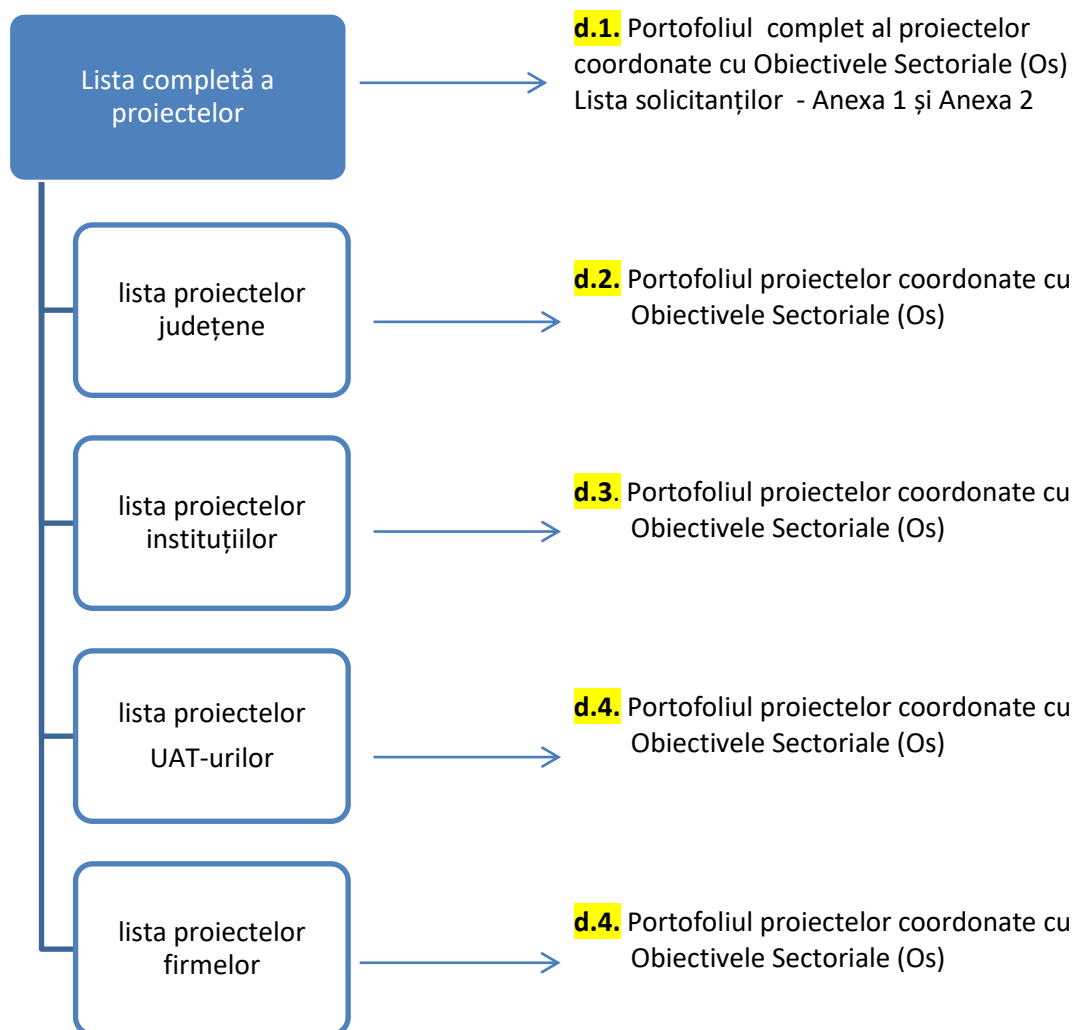 Lista completă a
proiectelor
d.1. Portofoliul  complet al proiectelor
coordonate cu Obiectivele Sectoriale (Os)
Lista solicitanților  - Anexa 1 și Anexa 2
lista proiectelor
județene
d.2. Portofoliul proiectelor coordonate cu
Obiectivele Sectoriale (Os)
lista proiectelor
instituțiilor
d.3. Portofoliul proiectelor coordonate cu
Obiectivele Sectoriale (Os)
lista proiectelor
UAT-urilor
d.4. Portofoliul proiectelor coordonate cu
Obiectivele Sectoriale (Os)
lista proiectelor
firmelor
d.4. Portofoliul proiectelor coordonate cu
Obiectivele Sectoriale (Os)